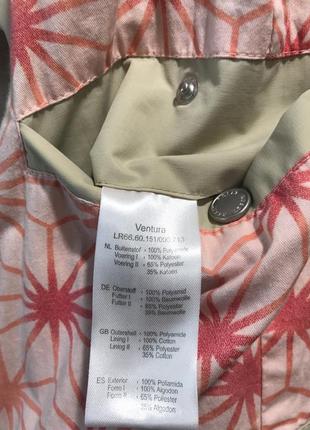 Ventura
LR66.60.151/000.713
NL Buitenstof • 100% Polyamide
Voering I • 100% Katoen
Voering II • 65% Polyester
35% Katoen
DE Oberstoff • 100% Polyamid
Futter I • 100% Baumwolle
Futter II • 65% Polyester
35% Baumwolle
GB Outershell • 100% Polyamide
Lining I • 100% Cotton
Lining II • 65% Polyester
35% Cotton
ES Exterior • 100% Poliamida
Forro I • 100% Algodon
Forro II • 65% Poliester
35% Algodon